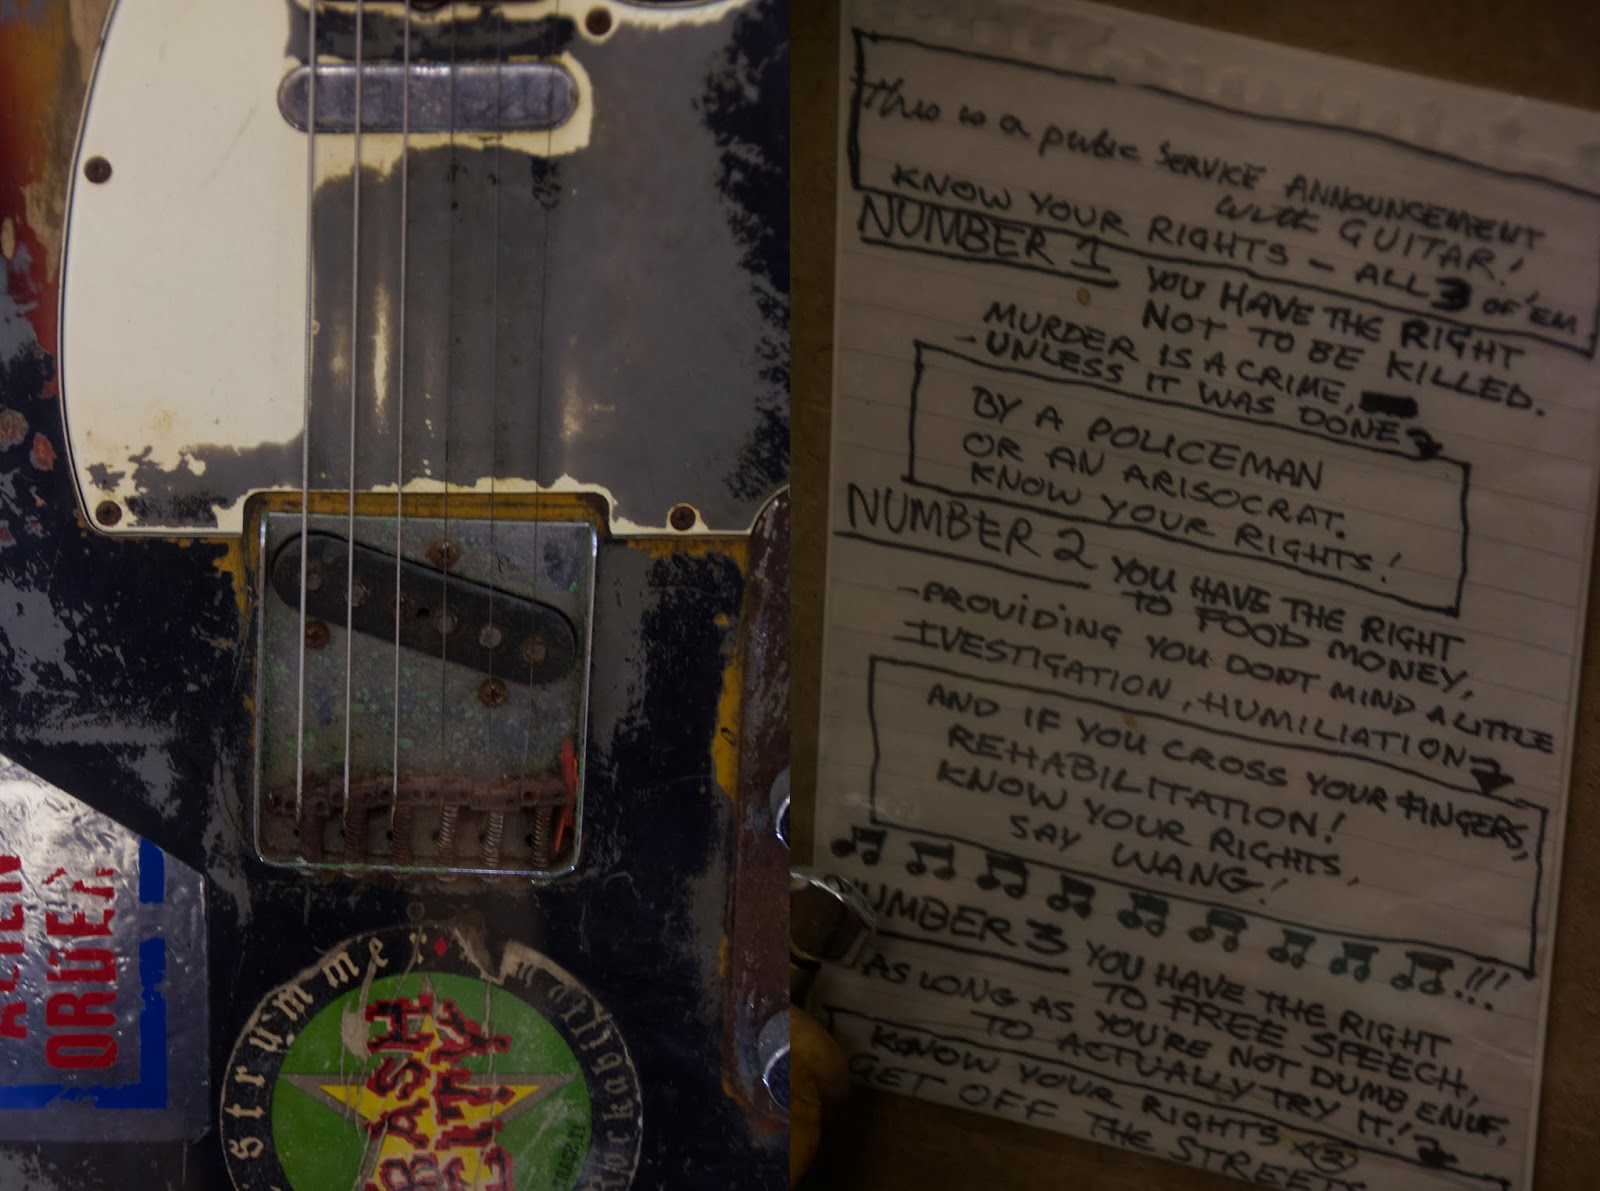 ALIEN
ORDER
strummer
TRASH
CITY
This is a public SERVICE ANNOUNCEMENT
with GUITAR!
KNOW YOUR RIGHTS - ALL 3 OF 'EM
NUMBER 1 YOU HAVE THE RIGHT
NOT TO BE KILLED.
MURDER IS A CRIME,
- UNLESS IT WAS DONE
BY A POLICEMAN
OR AN ARISOCRAT.
KNOW YOUR RIGHTS!
NUMBER 2 YOU HAVE THE RIGHT
TO FOOD MONEY,
- PROVIDING YOU DONT MIND A LITTLE
IVESTIGATION, HUMILIATION
AND IF YOU CROSS YOUR FINGERS,
REHABILITATION!
KNOW YOUR RIGHTS,
SAY WANG!
!!!
NUMBER 3 YOU HAVE THE RIGHT
TO FREE SPEECH,
AS LONG AS YOU'RE NOT DUMB ENUF,
TO ACTUALLY TRY IT!
KNOW YOUR RIGHTS
GET OFF THE STREETS